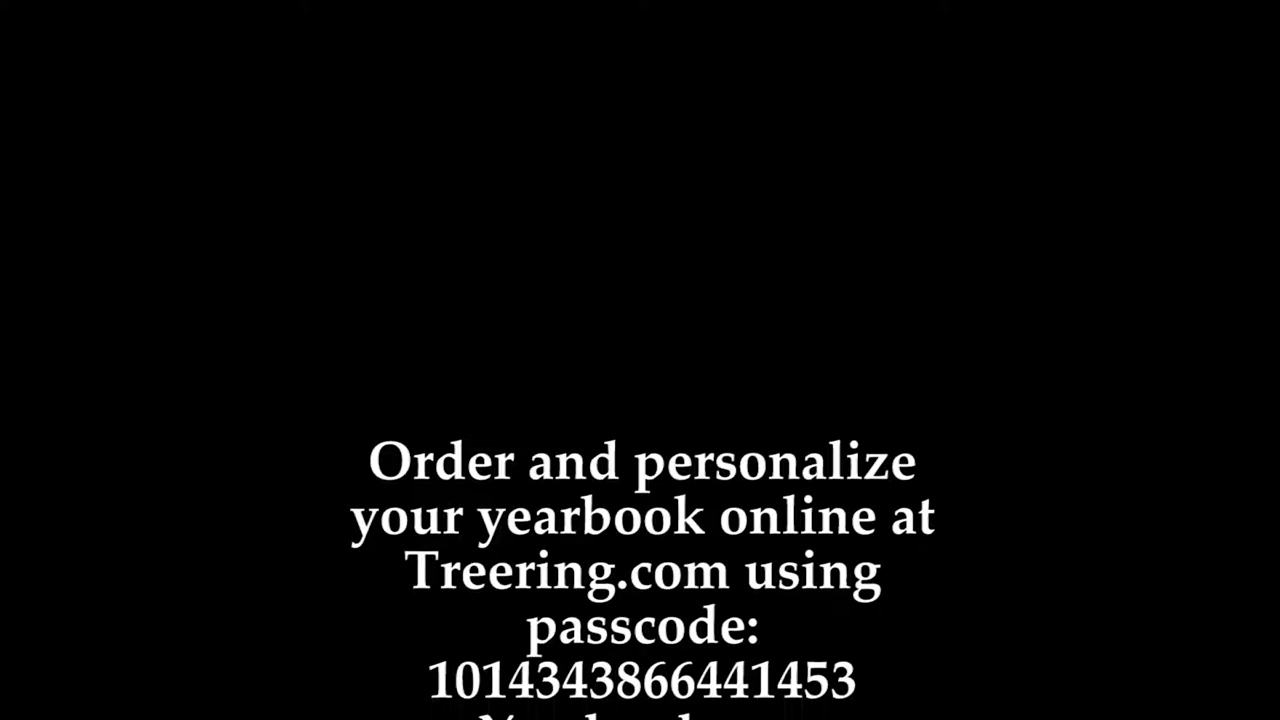 Order and personalize
your yearbook online at
Treering.com using
passcode:
1014343866441453